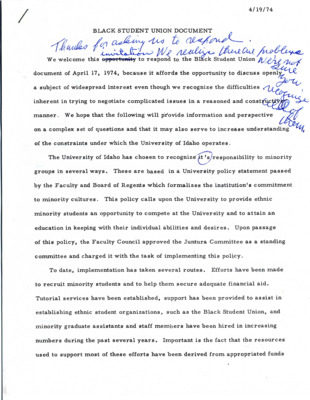 4/19/74
BLACK STUDENT UNION DOCUMENT
Thanks for asking us to respond.
invitation We realize there are problems
We welcome this opportunity to respond to the Black Student Union We're not
sure
document of April 17, 1974, because it affords the opportunity to discuss openly
you
a subject of widespread interest even though we recognize the difficulties
recognize
inherent in trying to negotiate complicated issues in a reasoned and constructive
all of
manner. We hope that the following will provide information and perspective
them
on a complex set of questions and that it may also serve to increase understanding
of the constraints under which the University of Idaho operates.
The University of Idaho has chosen to recognize it's responsibility to minority
groups in several ways. These are based in a University policy statement passed
by the Faculty and Board of Regents which formalizes the institution's commitment
to minority cultures. This policy calls upon the University to provide ethnic
minority students an opportunity to compete at the University and to attain an
education in keeping with their individual abilities and desires. Upon passage
of this policy, the Faculty Council approved the Juntura Committee as a standing
committee and charged it with the task of implementing this policy.
To date, implementation has taken several routes. Efforts have been made
to recruit minority students and to help them secure adequate financial aid.
Tutorial services have been established, support has been provided to assist in
establishing ethnic student organizations, such as the Black Student Union, and
minority graduate assistants and staff members have been hired in increasing
numbers during the past several years. Important is the fact that the resources
used to support most of these efforts have been derived from appropriated funds